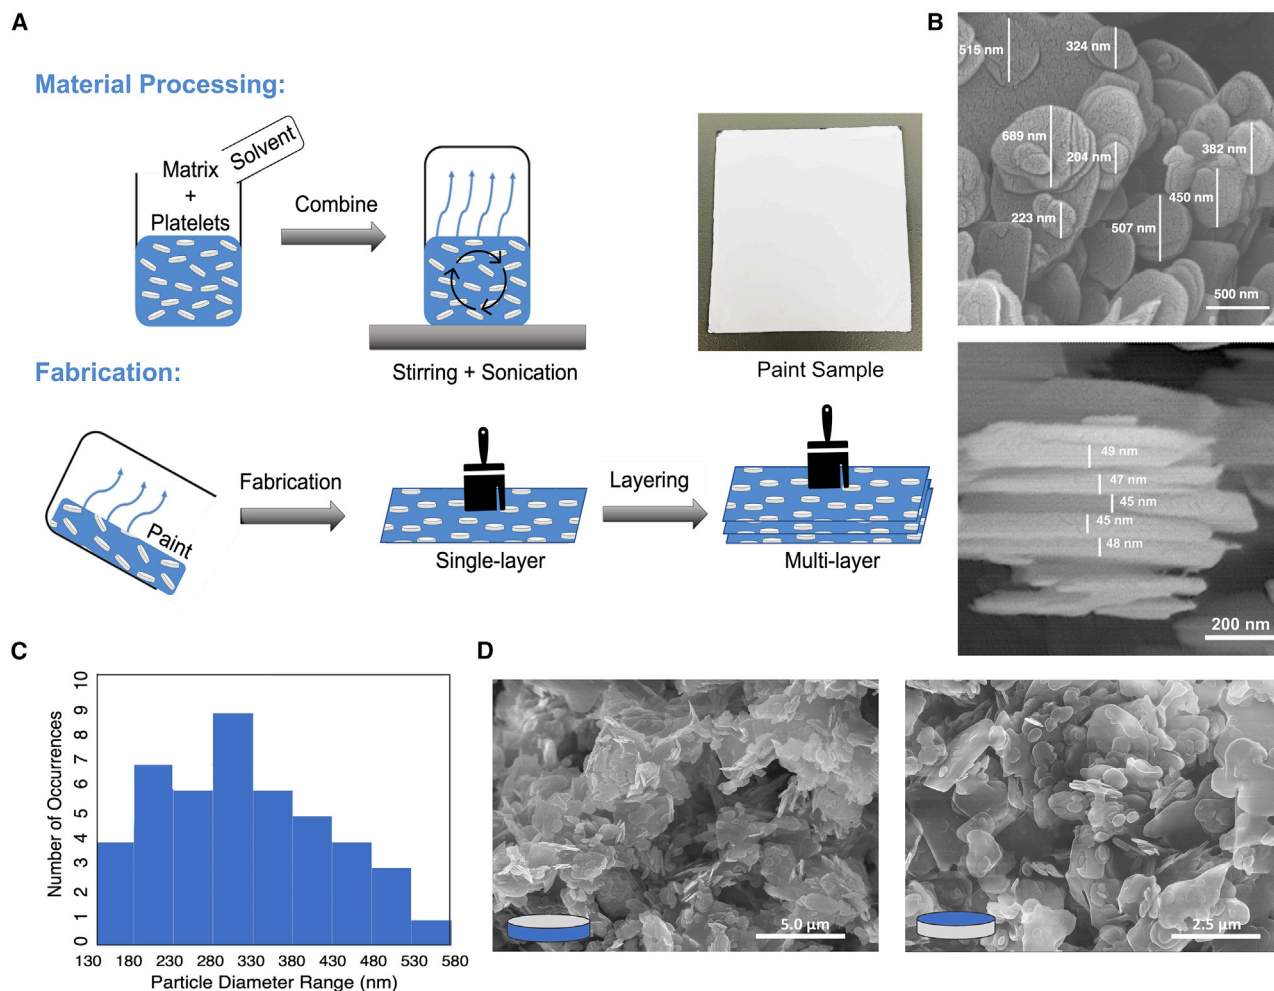 A
Material Processing:
Matrix
+
Platelets
Solvent
Combine
Stirring + Sonication
Paint Sample
Fabrication:
Paint
Fabrication
Single-layer
Layering
Multi-layer
B
515 nm
324 nm
689 nm
204 nm
382 nm
450 nm
223 nm
507 nm
500 nm
49 nm
47 nm
45 nm
45 nm
48 nm
200 nm
C
Number of Occurrences
10
9
8
7
6
5
4
3
2
1
0
130 180 230 280 330 380 430 480 530 580
Particle Diameter Range (nm)
D
5.0 µm
2.5 µm